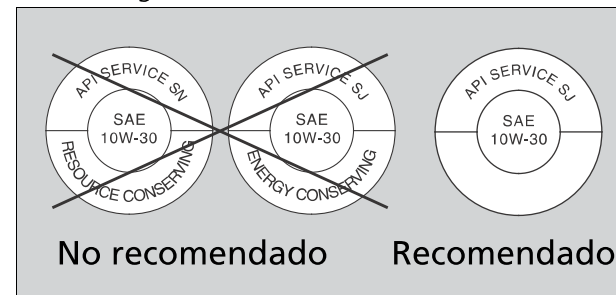 API SERVICE SN
SAE
10W-30
RESOURCE CONSERVING
API SERVICE SJ
SAE
10W-30
ENERGY CONSERVING
API SERVICE SJ
SAE
10W-30
No recomendado
Recomendado